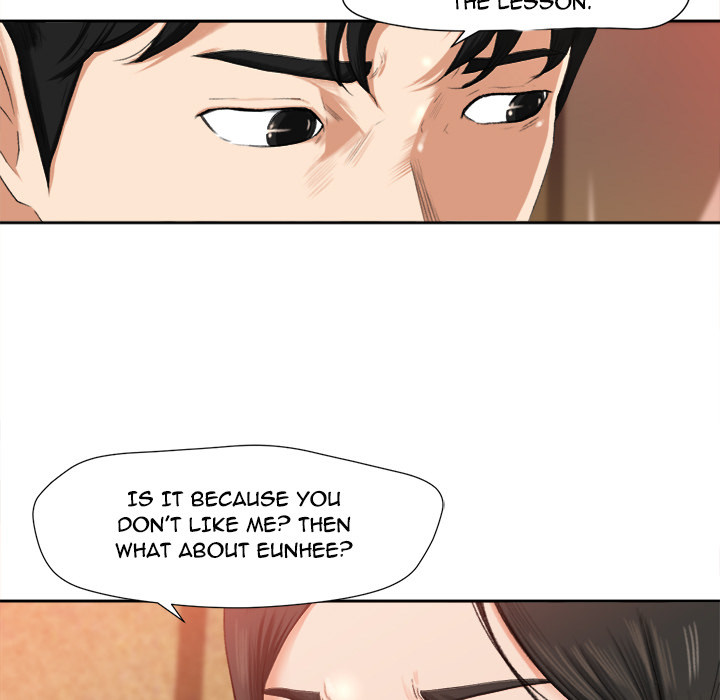 THE LESSON.
IS IT BECAUSE YOU
DON'T LIKE ME? THEN
WHAT ABOUT EUNHEE?